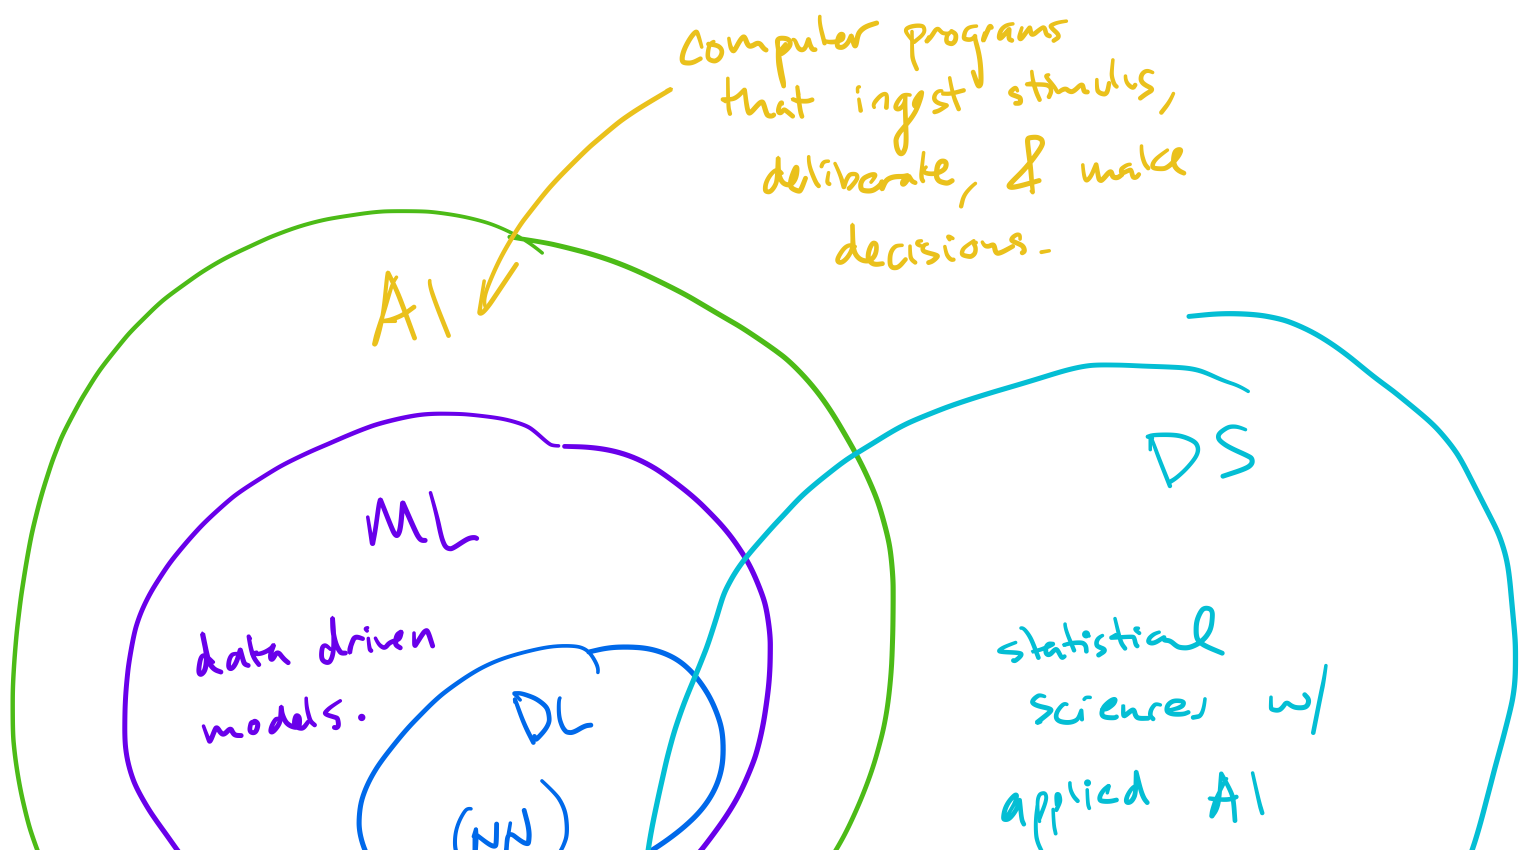 computer programs
that ingest stimulus,
deliberate, & make
decisions.
AI
DS
ML
data driven
models.
statistical
sciences w/
DL
applied AI
(NN)